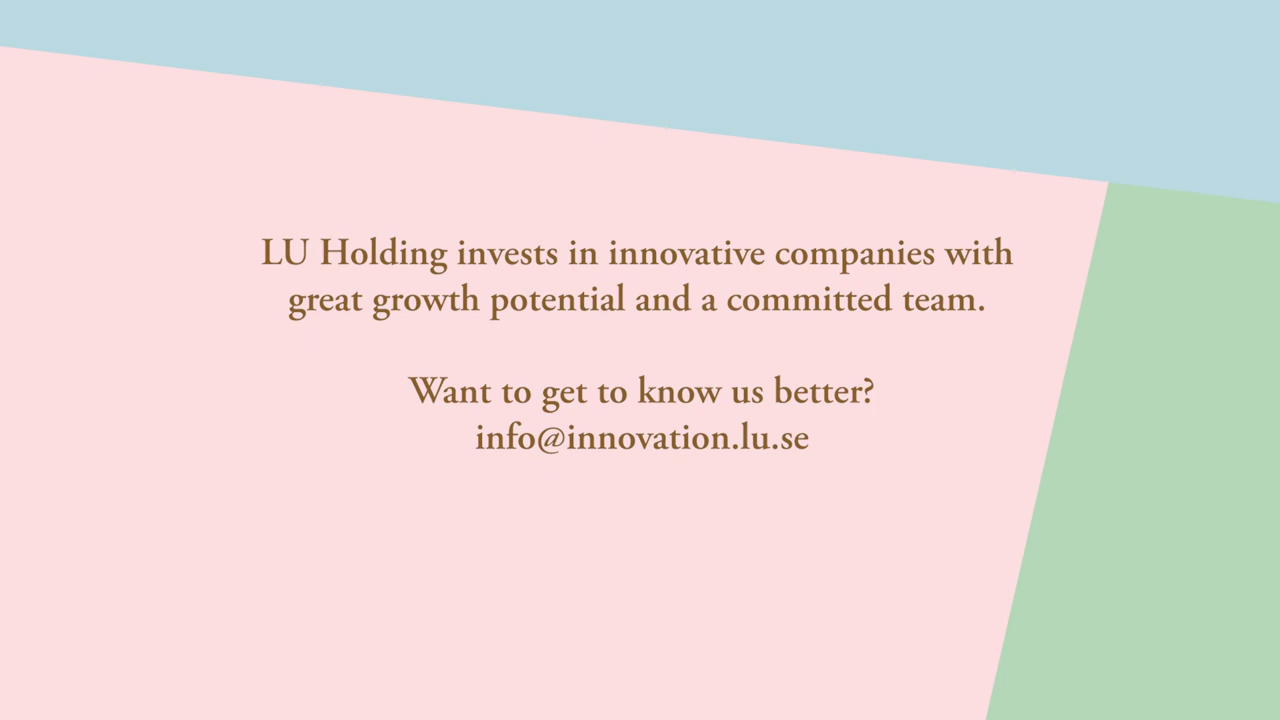 LU Holding invests in innovative companies with
great growth potential and a committed team.
Want to get to know us better?
info@innovation.lu.se